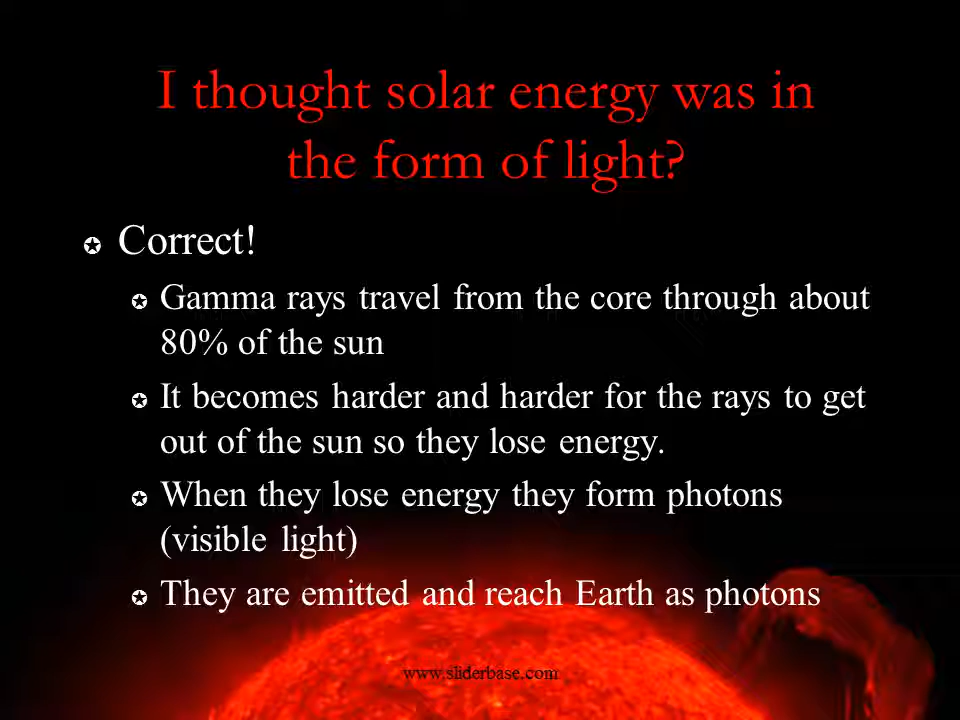 I thought solar energy was in
the form of light?
Correct!
Gamma rays travel from the core through about
80% of the sun
It becomes harder and harder for the rays to get
out of the sun so they lose energy.
When they lose energy they form photons
(visible light)
They are emitted and reach Earth as photons
www.sliderbase.com